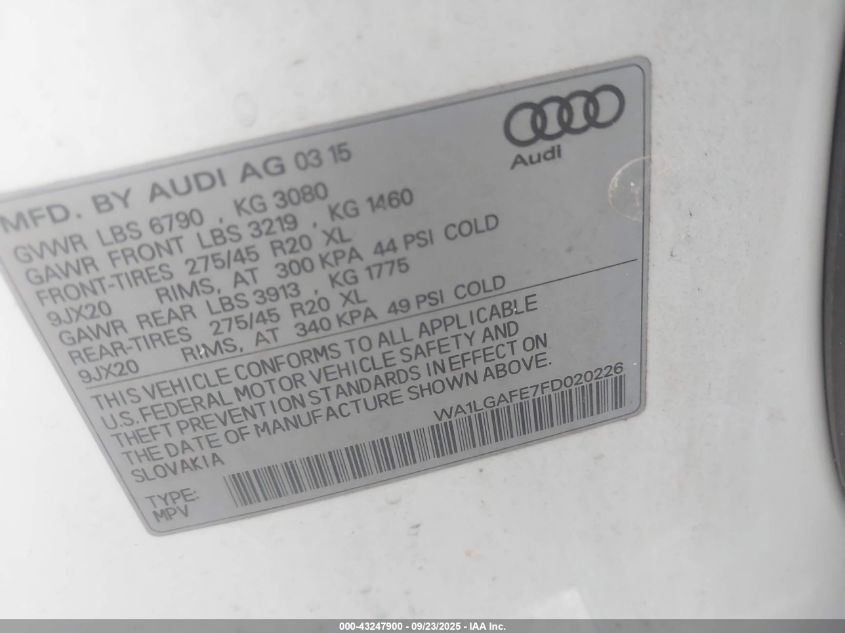 Audi
MFD. BY AUDI AG 03 15
GVWR LBS 6790 , KG 3080
GAWR FRONT LBS 3219 , KG 1460
FRONT-TIRES 275/45 R20 XL
9JX20 RIMS, AT 300 KPA 44 PSI COLD
GAWR REAR LBS 3913 , KG 1775
REAR-TIRES 275/45 R20 XL
9JX20 RIMS, AT 340 KPA 49 PSI COLD
THIS VEHICLE CONFORMS TO ALL APPLICABLE
U.S. FEDERAL MOTOR VEHICLE SAFETY AND
THEFT PREVENTION STANDARDS IN EFFECT ON
THE DATE OF MANUFACTURE SHOWN ABOVE.
SLOVAKIA
WA1LGAFE7FD020226
TYPE:
MPV
000-43247900 - 09/23/2025 - IAA Inc.